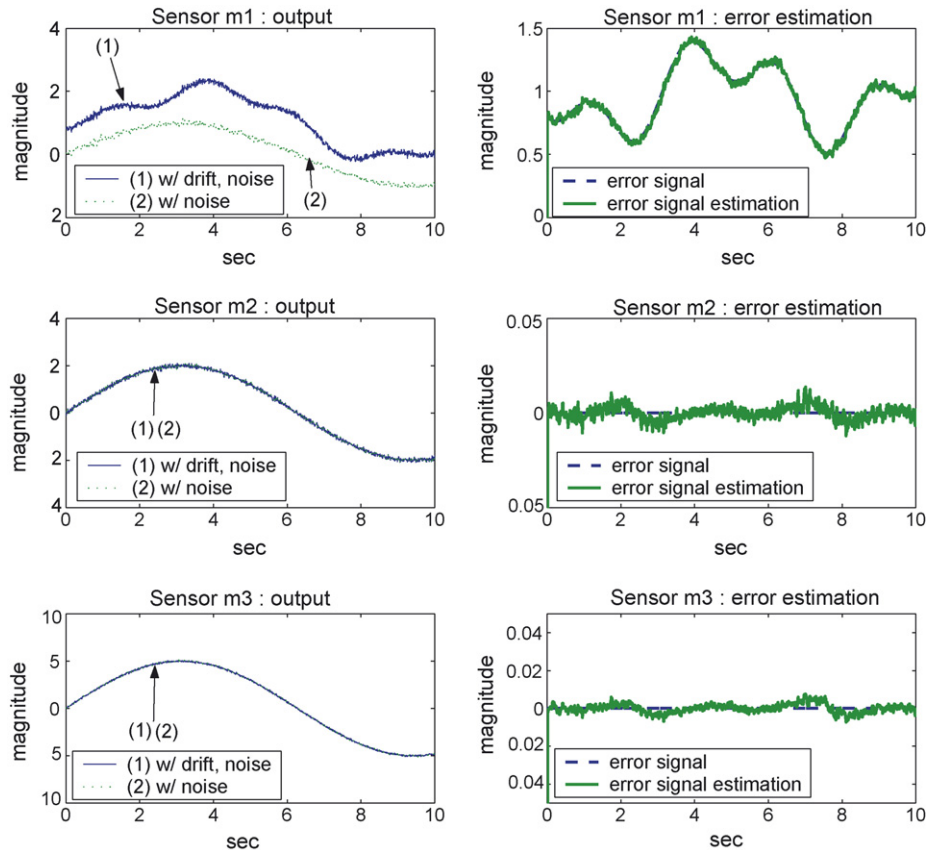 Sensor m1 : output
4
2
0
2
magnitude
(1)
(2)
(1) w/ drift, noise
(2) w/ noise
0 2 4 6 8 10
sec
Sensor m1 : error estimation
1.5
1
0.5
0
magnitude
error signal
error signal estimation
0 2 4 6 8 10
sec
Sensor m2 : output
4
2
0
2
4
magnitude
(1) (2)
(1) w/ drift, noise
(2) w/ noise
0 2 4 6 8 10
sec
Sensor m2 : error estimation
0.05
0
0.05
magnitude
error signal
error signal estimation
0 2 4 6 8 10
sec
Sensor m3 : output
10
5
0
5
10
magnitude
(1) (2)
(1) w/ drift, noise
(2) w/ noise
0 2 4 6 8 10
sec
Sensor m3 : error estimation
0.04
0.02
0
0.02
0.04
magnitude
error signal
error signal estimation
0 2 4 6 8 10
sec